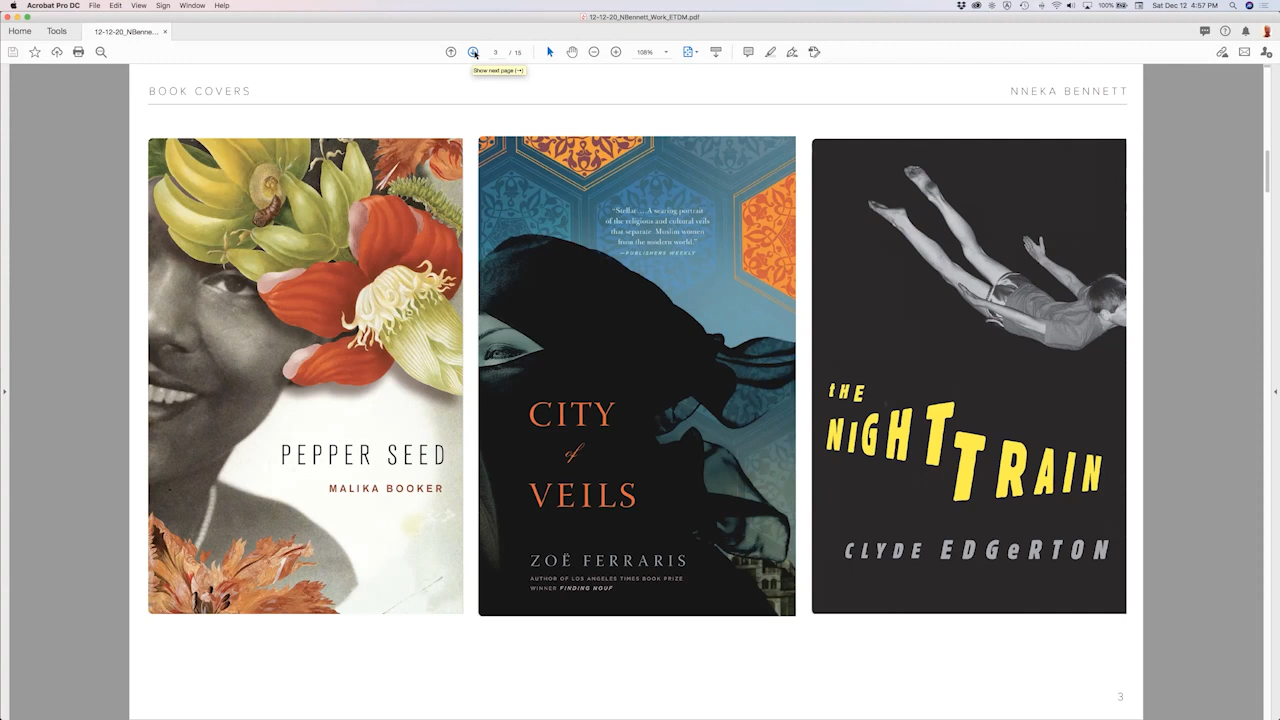 Acrobat Pro DC File Edit View Sign Window Help
100% Sat Dec 12 4:57 PM
12-12-20_NBennett_Work_ETDM.pdf
Home Tools 12-12-20_NBenne... ×
3 / 15 108%
Show next page (→)
BOOK COVERS NNEKA BENNETT
PEPPER SEED
MALIKA BOOKER
“Stellar. . . . A searing portrait
of the religious and cultural veils
that separate Muslim women
from the modern world.”
—PUBLISHERS WEEKLY
CITY
of
VEILS
ZOË FERRARIS
AUTHOR OF LOS ANGELES TIMES BOOK PRIZE
WINNER FINDING NOUF
tHE
NIGHT TRAIN
CLYDE EDGeRTON
3